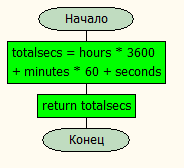 Начало
totalsecs = hours * 3600
+ minutes * 60 + seconds
return totalsecs
Конец